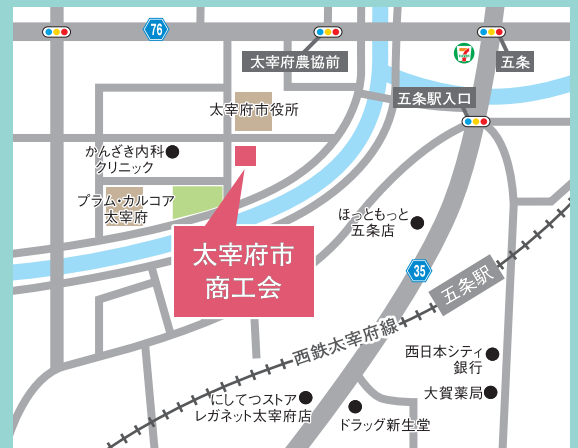 76
太宰府農協前
7
五条
五条駅入口
太宰府市役所
かんざき内科
クリニック
プラム・カルコア
太宰府
ほっともっと
五条店
太宰府市
商工会
35
五条駅
西鉄太宰府線
西日本シティ
銀行
大賀薬局
にしてつストア
レガネット太宰府店
ドラッグ新生堂